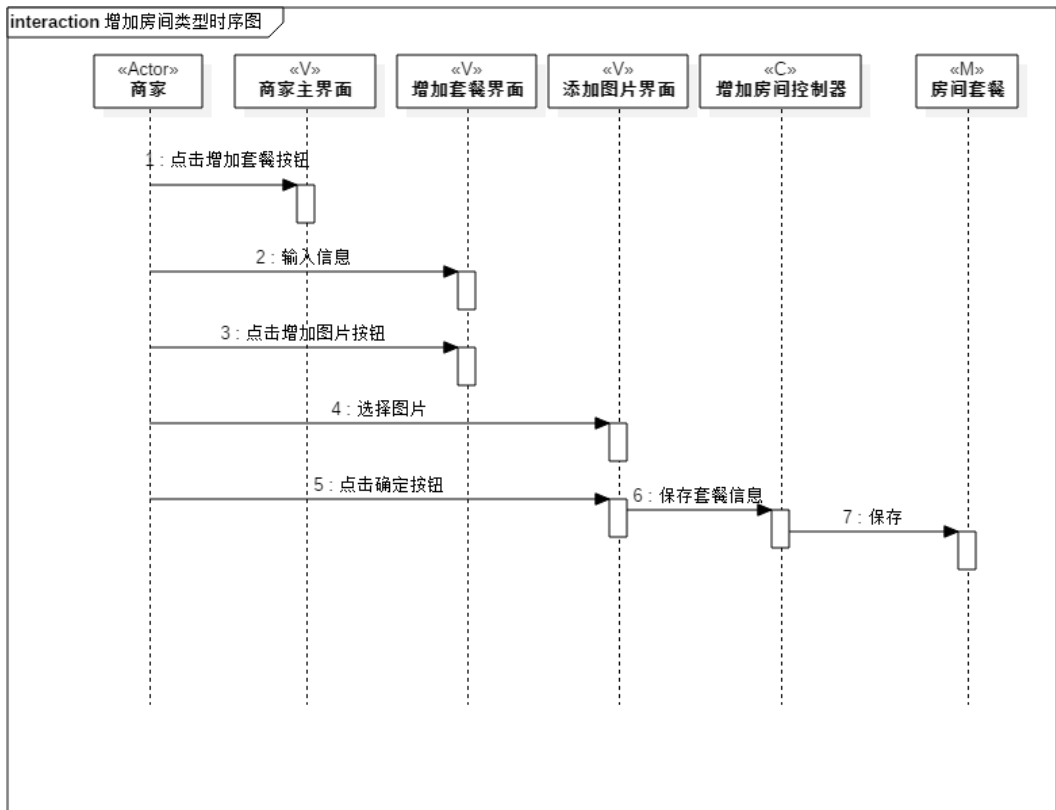 interaction 增加房间类型时序图
«Actor»
商家
«V»
商家主界面
«V»
增加套餐界面
«V»
添加图片界面
«C»
增加房间控制器
«M»
房间套餐
1 : 点击增加套餐按钮
2 : 输入信息
3 : 点击增加图片按钮
4 : 选择图片
5 : 点击确定按钮
6 : 保存套餐信息
7 : 保存